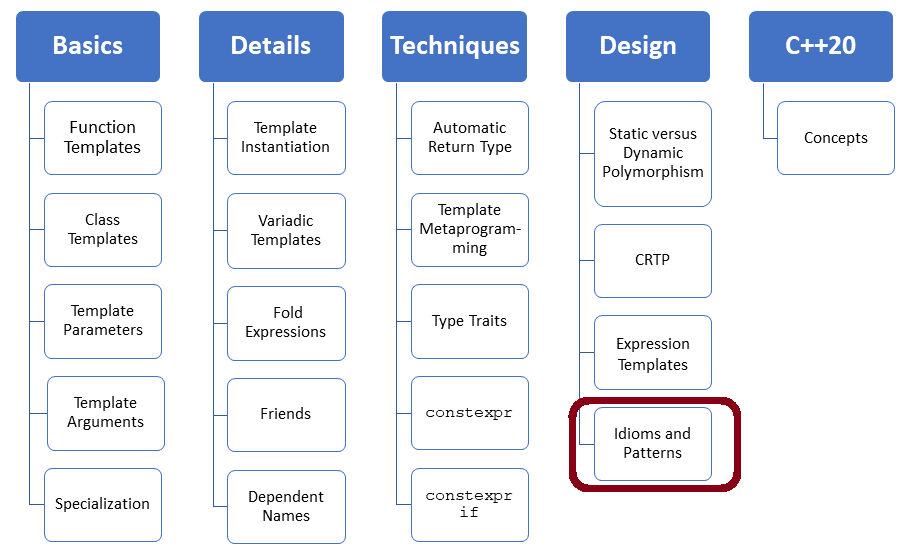 Basics
Function
Templates
Class
Templates
Template
Parameters
Template
Arguments
Specialization
Details
Template
Instantiation
Variadic
Templates
Fold
Expressions
Friends
Dependent
Names
Techniques
Automatic
Return Type
Template
Metaprogram-
ming
Type Traits
constexpr
constexpr
if
Design
Static versus
Dynamic
Polymorphism
CRTP
Expression
Templates
Idioms and
Patterns
C++20
Concepts